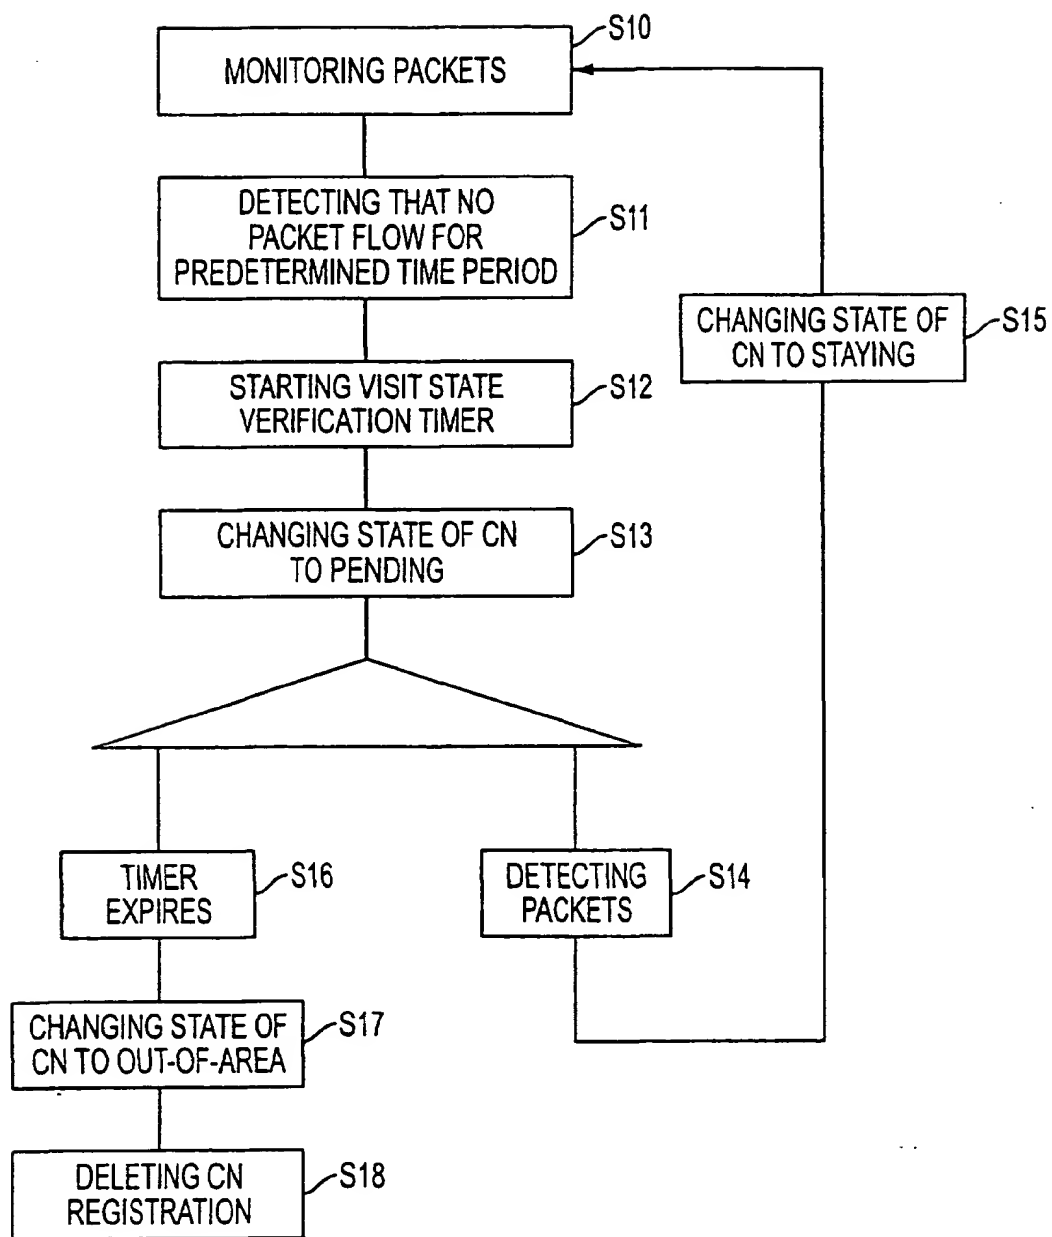 S10
MONITORING PACKETS
DETECTING THAT NO
PACKET FLOW FOR
PREDETERMINED TIME PERIOD
S11
CHANGING STATE OF
CN TO STAYING
S15
STARTING VISIT STATE
VERIFICATION TIMER
S12
CHANGING STATE OF CN
TO PENDING
S13
TIMER
EXPIRES
S16
DETECTING
PACKETS
S14
CHANGING STATE OF
CN TO OUT-OF-AREA
S17
DELETING CN
REGISTRATION
S18